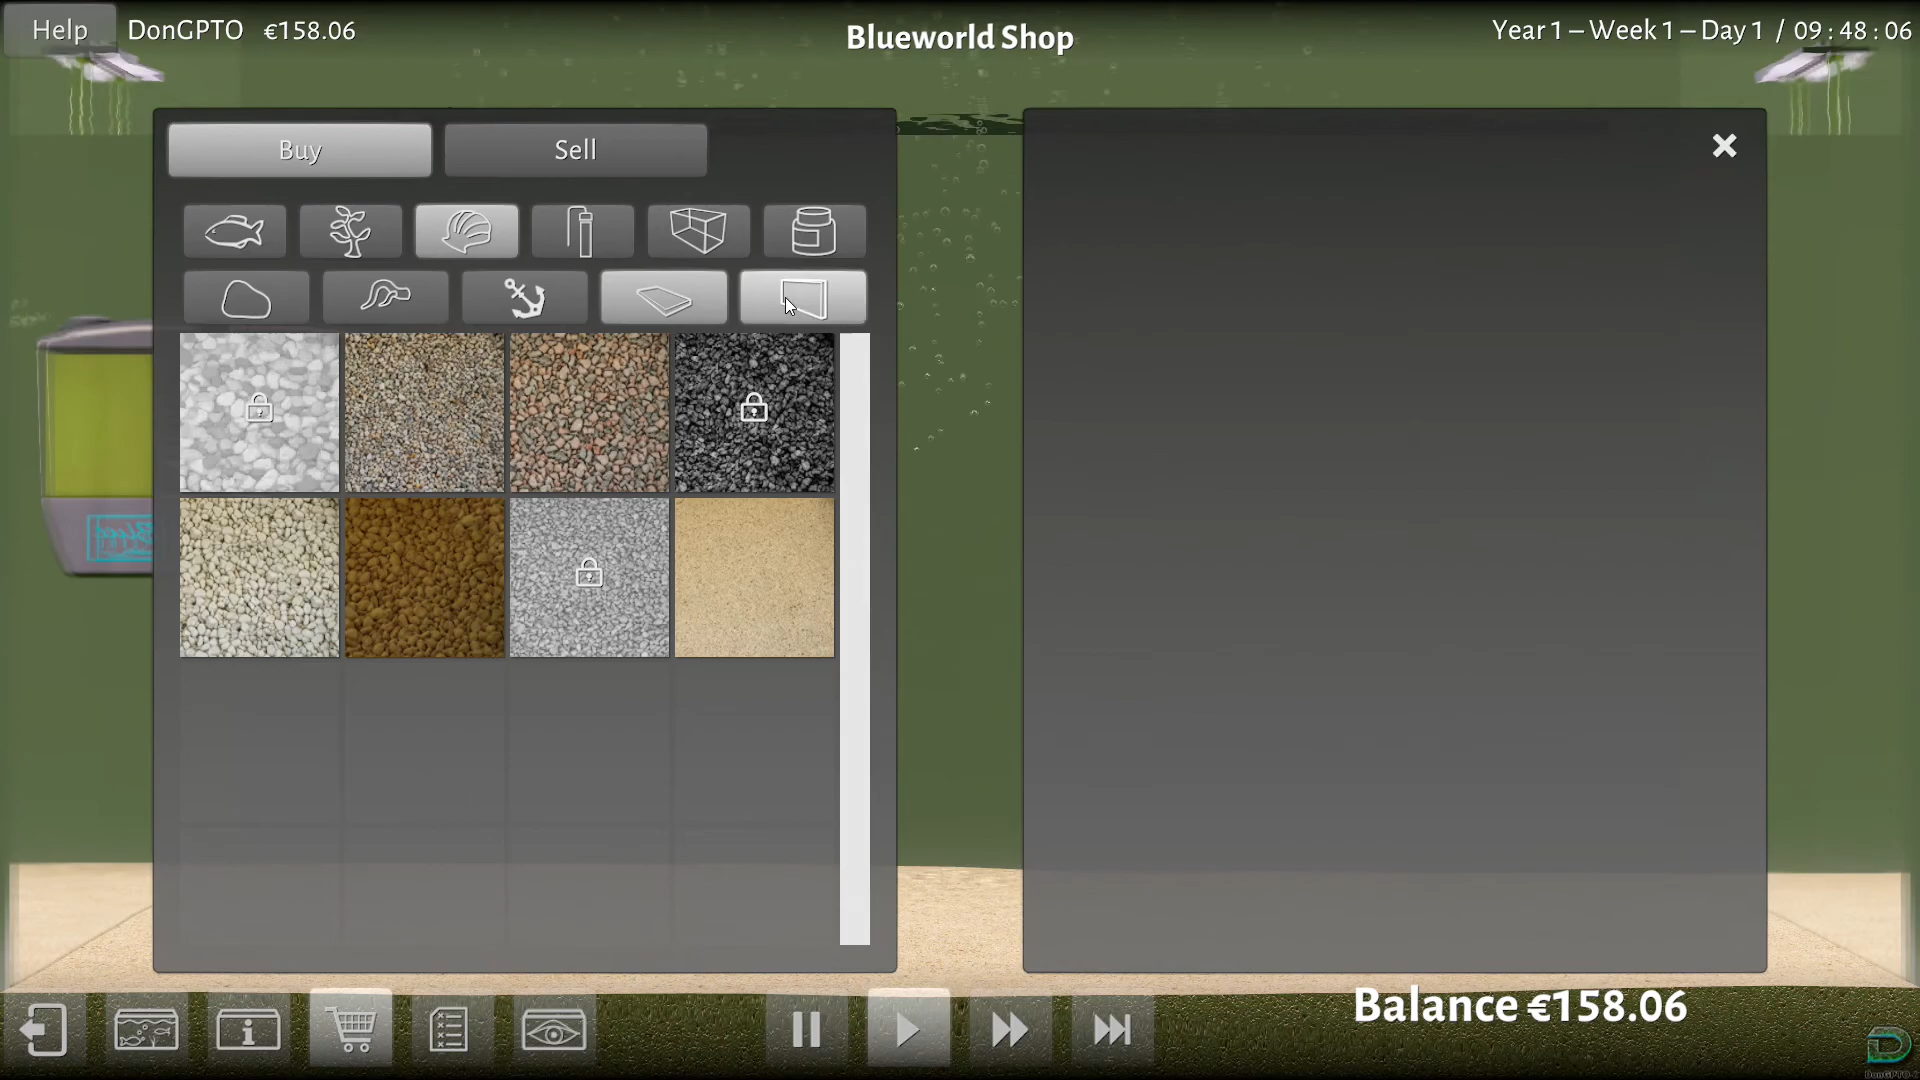 Help DonGPTO €158.06
Blueworld Shop
Year 1 – Week 1 – Day 1 / 09:48:06
Buy
Sell
Balance €158.06